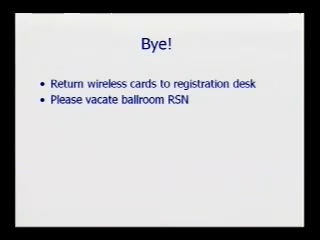 Bye!
• Return wireless cards to registration desk
• Please vacate ballroom RSN